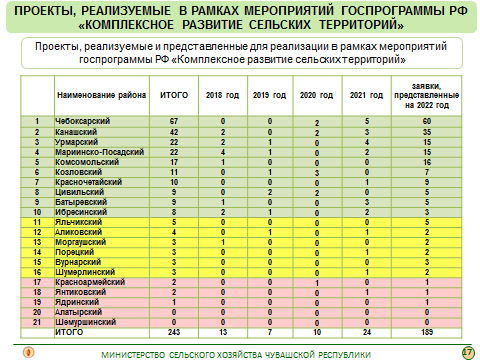 ПРОЕКТЫ, РЕАЛИЗУЕМЫЕ В РАМКАХ МЕРОПРИЯТИЙ ГОСПРОГРАММЫ РФ
«КОМПЛЕКСНОЕ РАЗВИТИЕ СЕЛЬСКИХ ТЕРРИТОРИЙ»
Проекты, реализуемые и представленные для реализации в рамках мероприятий
госпрограммы РФ «Комплексное развитие сельских территорий»
Наименование района ИТОГО 2018 год 2019 год 2020 год 2021 год заявки, представленные на 2022 год
1 Чебоксарский 67 0 0 2 5 60
2 Канашский 42 2 0 2 3 35
3 Урмарский 22 2 1 0 4 15
4 Мариинско-Посадский 22 4 1 0 2 15
5 Комсомольский 17 1 0 0 0 16
6 Козловский 11 0 1 3 0 7
7 Красночетайский 10 0 0 0 1 9
8 Цивильский 9 0 2 2 0 5
9 Батыревский 9 1 0 0 3 5
10 Ибресинский 8 2 1 0 2 3
11 Яльчикский 5 0 0 0 0 5
12 Аликовский 4 0 1 0 1 2
13 Моргаушский 3 1 0 0 0 2
14 Порецкий 3 0 0 0 1 2
15 Вурнарский 3 0 0 0 0 3
16 Шумерлинский 3 0 0 0 1 2
17 Красноармейский 2 0 0 1 0 1
18 Янтиковский 2 0 0 0 1 1
19 Ядринский 1 0 0 0 0 1
20 Алатырский 0 0 0 0 0 0
21 Шемуршинский 0 0 0 0 0 0
ИТОГО 243 13 7 10 24 189
МИНИСТЕРСТВО СЕЛЬСКОГО ХОЗЯЙСТВА ЧУВАШСКОЙ РЕСПУБЛИКИ
17